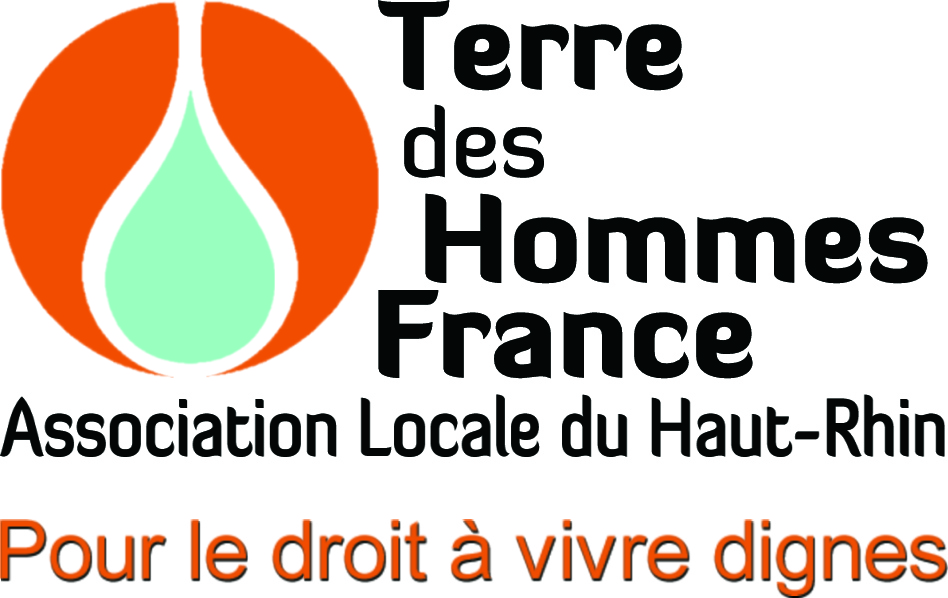 Terre
des
Hommes
France
Association Locale du Haut-Rhin
Pour le droit à vivre dignes